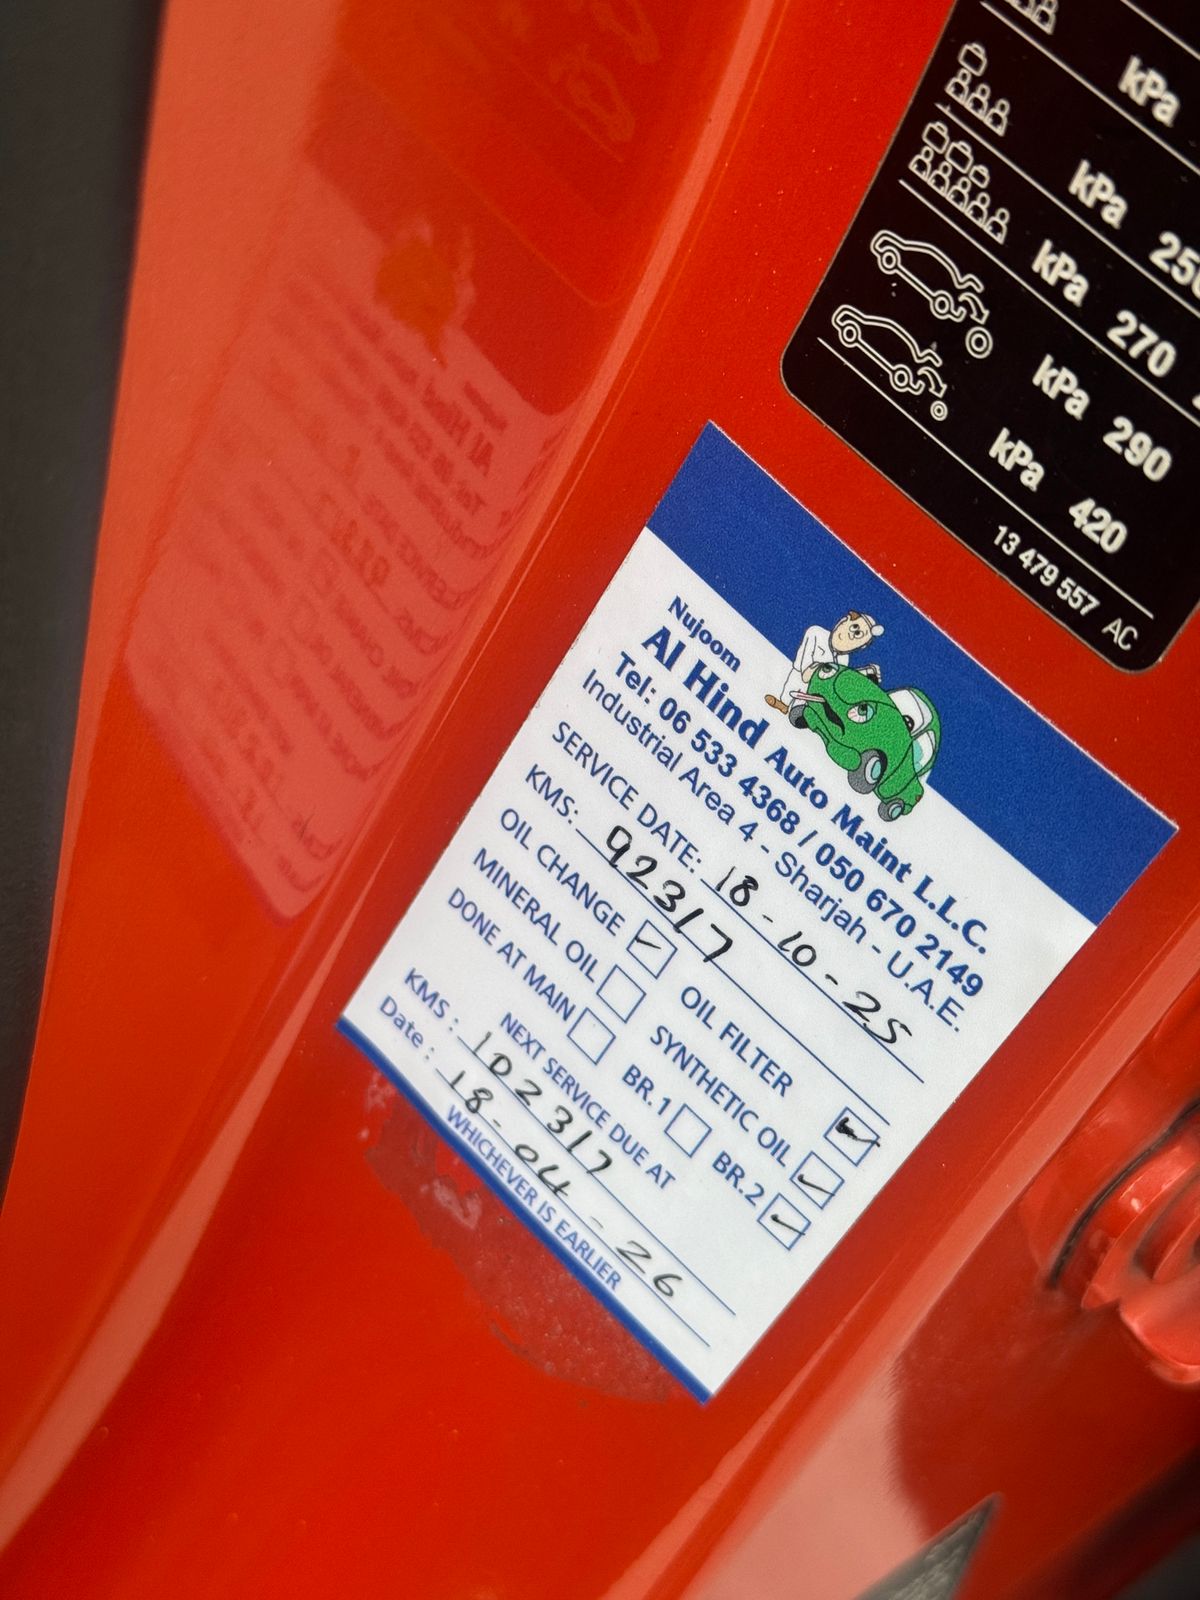 kPa
kPa 250
kPa 270
kPa 290
kPa 420
13 479 557 AC
Nujoom
Al Hind Auto Maint L.L.C.
Tel: 06 533 4368 / 050 670 2149
Industrial Area 4 - Sharjah - U.A.E.
SERVICE DATE: 18-10-25
KMS: 92317
OIL CHANGE OIL FILTER
MINERAL OIL SYNTHETIC OIL
DONE AT MAIN BR.1 BR.2
NEXT SERVICE DUE AT
KMS: 102317
Date: 18-04-26
WHICHEVER IS EARLIER